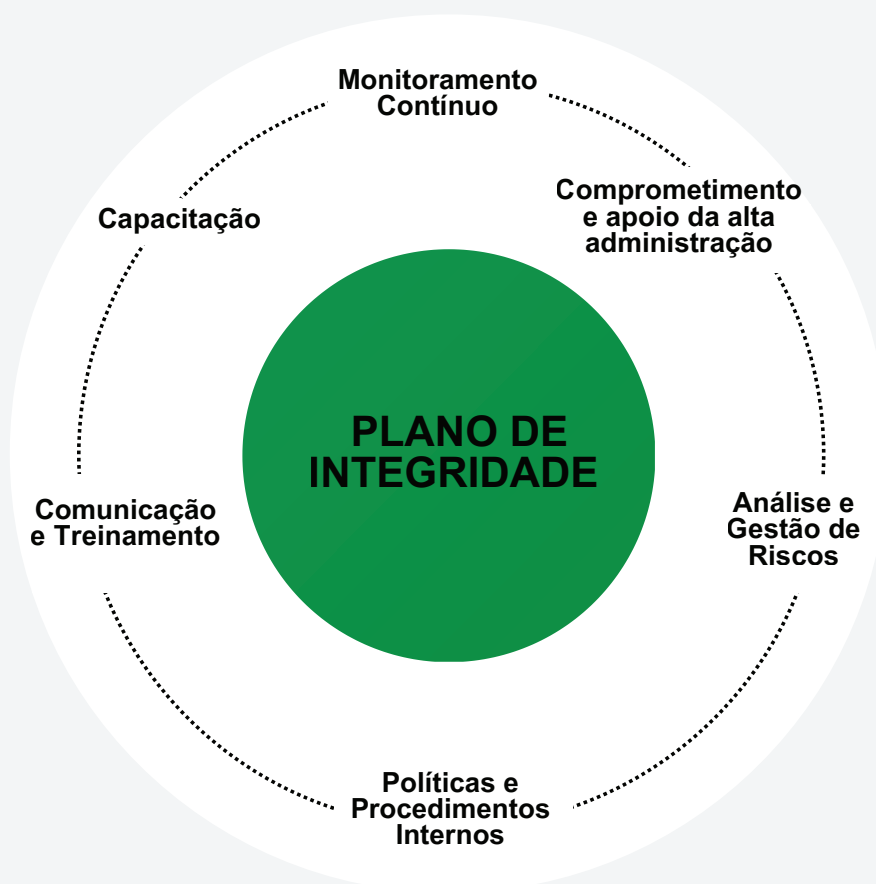 Monitoramento
Contínuo
Comprometimento
e apoio da alta
administração
Capacitação
PLANO DE
INTEGRIDADE
Comunicação
e Treinamento
Análise e
Gestão de
Riscos
Políticas e
Procedimentos
Internos